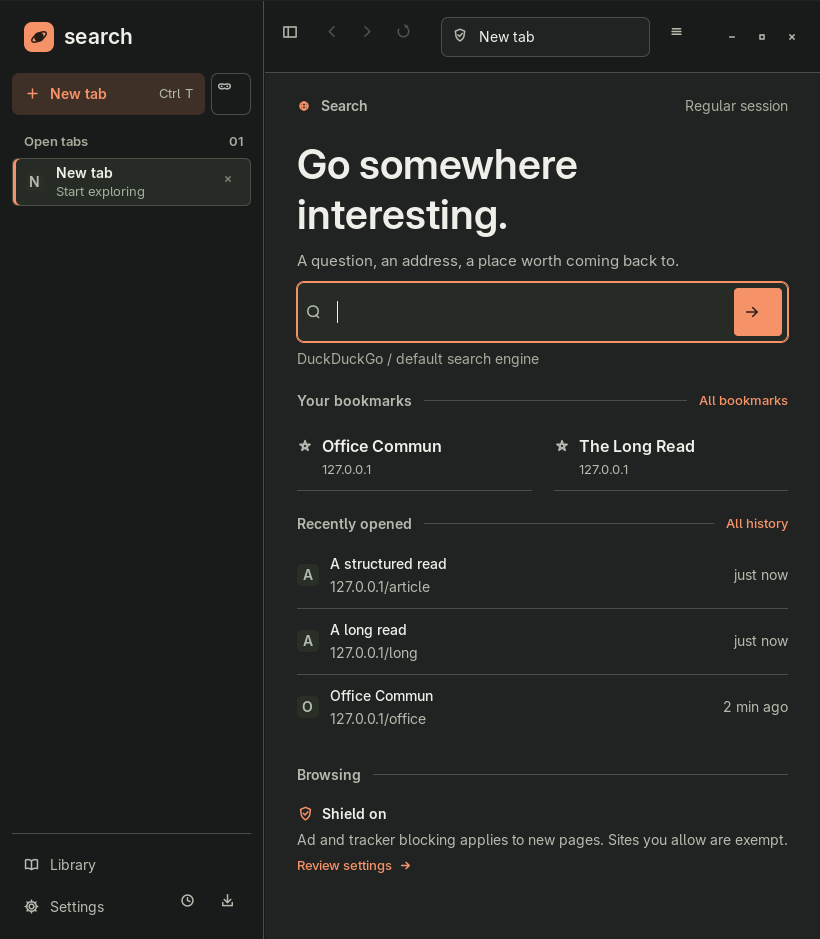 search
New tab
Ctrl T
Open tabs
01
N
New tab
Start exploring
Library
Settings
New tab
Search
Regular session
Go somewhere
interesting.
A question, an address, a place worth coming back to.
DuckDuckGo / default search engine
Your bookmarks
All bookmarks
Office Commun
127.0.0.1
The Long Read
127.0.0.1
Recently opened
All history
A
A structured read
127.0.0.1/article
just now
A
A long read
127.0.0.1/long
just now
O
Office Commun
127.0.0.1/office
2 min ago
Browsing
Shield on
Ad and tracker blocking applies to new pages. Sites you allow are exempt.
Review settings